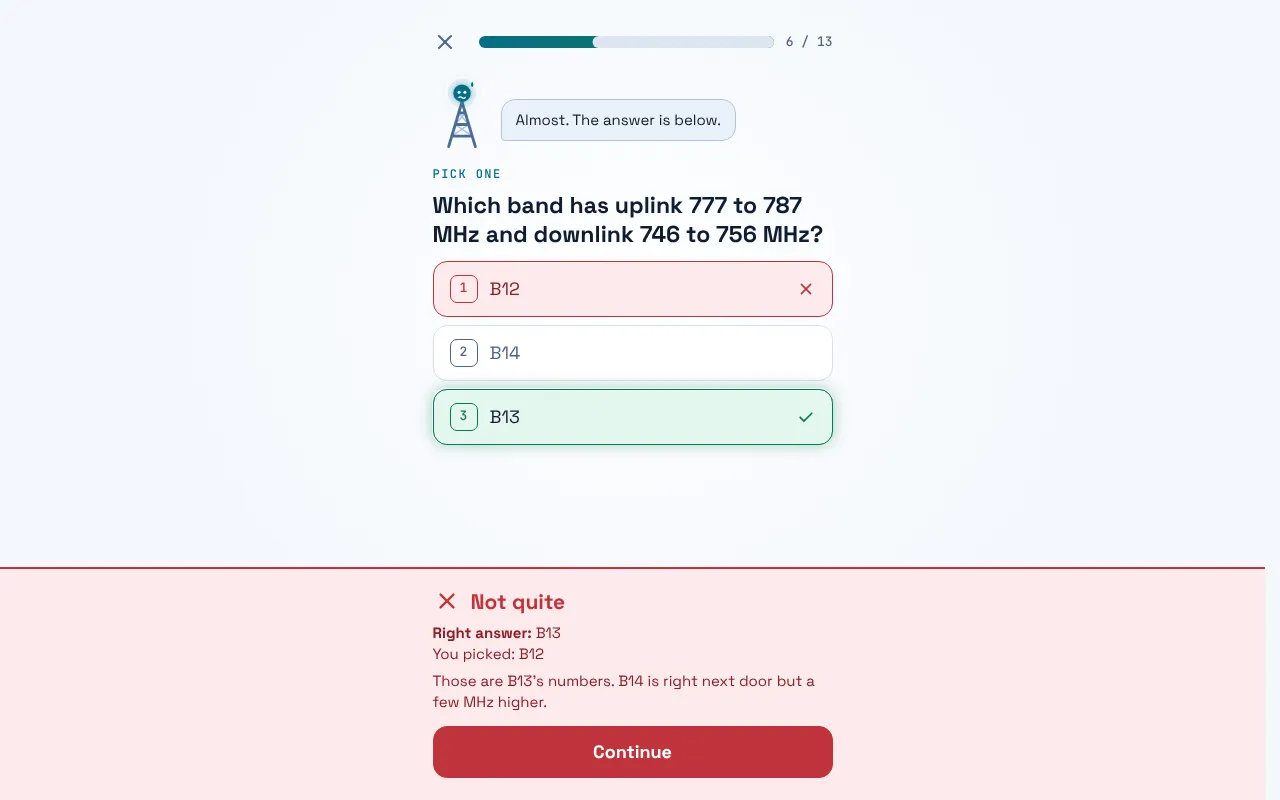 6 / 13
Almost. The answer is below.
PICK ONE
Which band has uplink 777 to 787
MHz and downlink 746 to 756 MHz?
1 B12
2 B14
3 B13
Not quite
Right answer: B13
You picked: B12
Those are B13's numbers. B14 is right next door but a
few MHz higher.
Continue